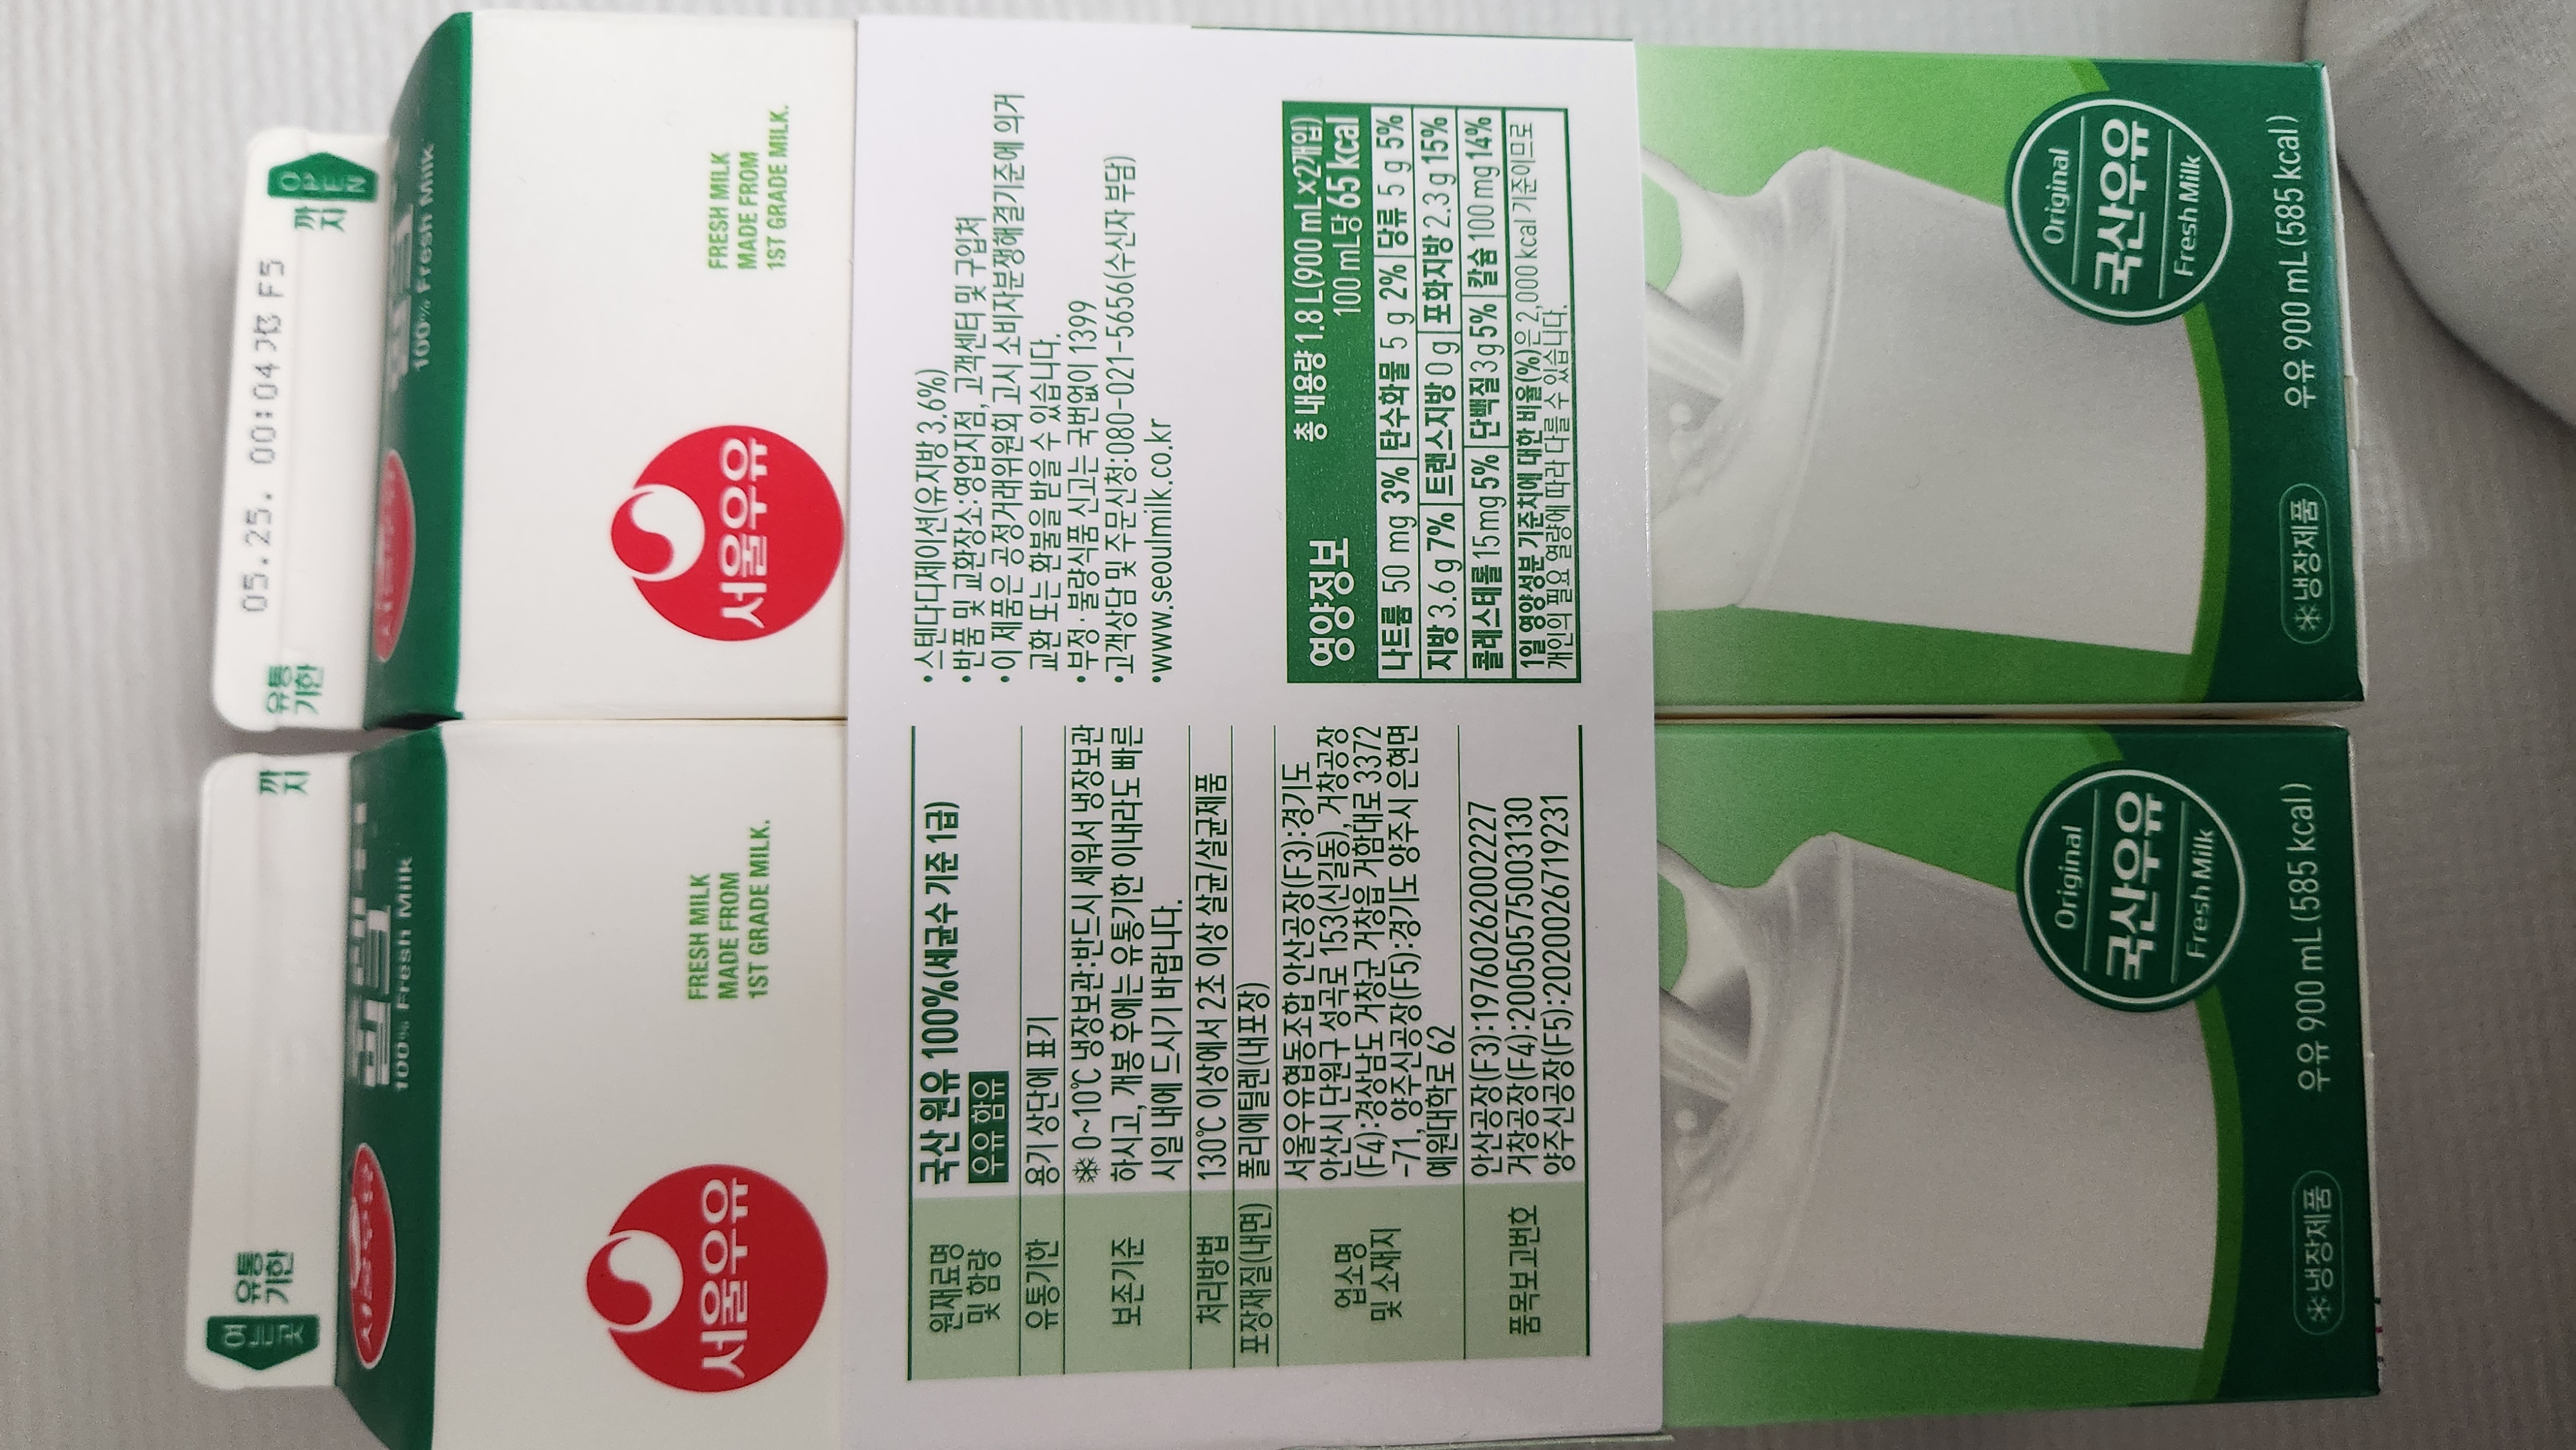 유통
기한
05.25. 00:04 F5
까
지
OPEN
100% Fresh Milk
서울우유
FRESH MILK
MADE FROM
1ST GRADE MILK.
여는곳
유통
기한
까
지
100% Fresh Milk
서울우유
FRESH MILK
MADE FROM
1ST GRADE MILK.
원재료명
및 함량
국산 원유 100%(세균수 기준 1급)
우유 함유
유통기한
용기 상단에 표기
보존기준
0~10℃ 냉장보관:반드시 세워서 냉장보관
하시고, 개봉 후에는 유통기한 이내라도 빠른
시일 내에 드시기 바랍니다.
처리방법
130℃ 이상에서 2초 이상 살균/살균제품
포장재질(내면)
폴리에틸렌(내포장)
업소명
및 소재지
서울우유협동조합 안산공장(F3):경기도
안산시 단원구 성곡로 153(신길동), 거창공장
(F4):경상남도 거창군 거창읍 거함대로 3372
-71, 양주신공장(F5):경기도 양주시 은현면
예원대학로 62
품목보고번호
안산공장(F3):19760262002227
거창공장(F4):20050575003130
양주신공장(F5):20200026719231
•스탠다디제이션(유지방 3.6%)
•반품 및 교환장소:영업지점, 고객센터 및 구입처
•이 제품은 공정거래위원회 고시 소비자분쟁해결기준에 의거
교환 또는 환불을 받을 수 있습니다.
•부정·불량식품 신고는 국번없이 1399
•고객상담 및 주문신청:080-021-5656(수신자 부담)
•www.seoulmilk.co.kr
영양정보
총 내용량 1.8 L(900 mL×2개입)
100 mL당 65 kcal
나트륨 50 mg 3% 탄수화물 5 g 2% 당류 5 g 5%
지방 3.6 g 7% 트랜스지방 0 g 포화지방 2.3 g 15%
콜레스테롤 15 mg 5% 단백질 3 g 5% 칼슘 100 mg 14%
1일 영양성분 기준치에 대한 비율(%)은 2,000 kcal 기준이므로
개인의 필요 열량에 따라 다를 수 있습니다.
Original
국산우유
Fresh Milk
냉장제품
우유 900 mL(585 kcal)
Original
국산우유
Fresh Milk
냉장제품
우유 900 mL(585 kcal)